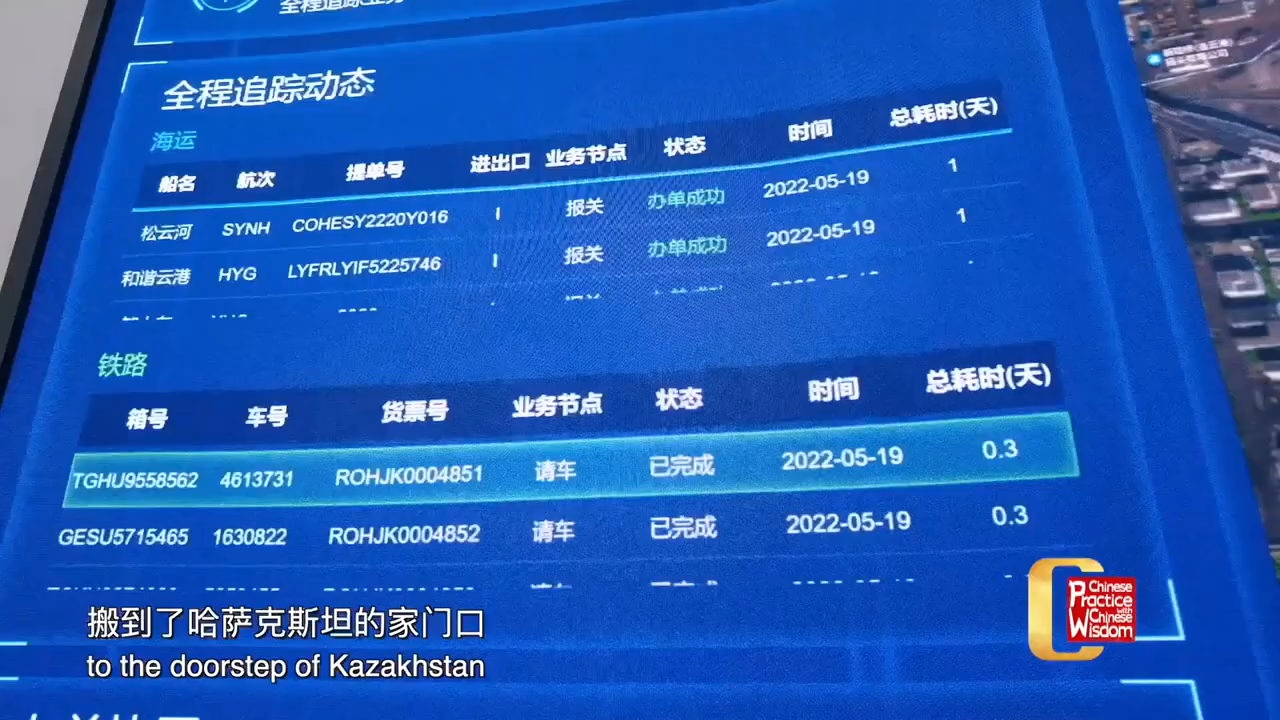 全程追踪业务
全程追踪动态
海运
船名 航次 提单号 进出口 业务节点 状态 时间 总耗时(天)
松云河 SYNH COHESY2220Y016 I 报关 办单成功 2022-05-19 1
和谐云港 HYG LYFRLYIF5225746 I 报关 办单成功 2022-05-19 1
铁路
箱号 车号 货票号 业务节点 状态 时间 总耗时(天)
TGHU9558562 4613731 ROHJK0004851 请车 已完成 2022-05-19 0.3
GESU5715465 1630822 ROHJK0004852 请车 已完成 2022-05-19 0.3
搬到了哈萨克斯坦的家门口
to the doorstep of Kazakhstan
Chinese
Practice
with
Chinese
Wisdom